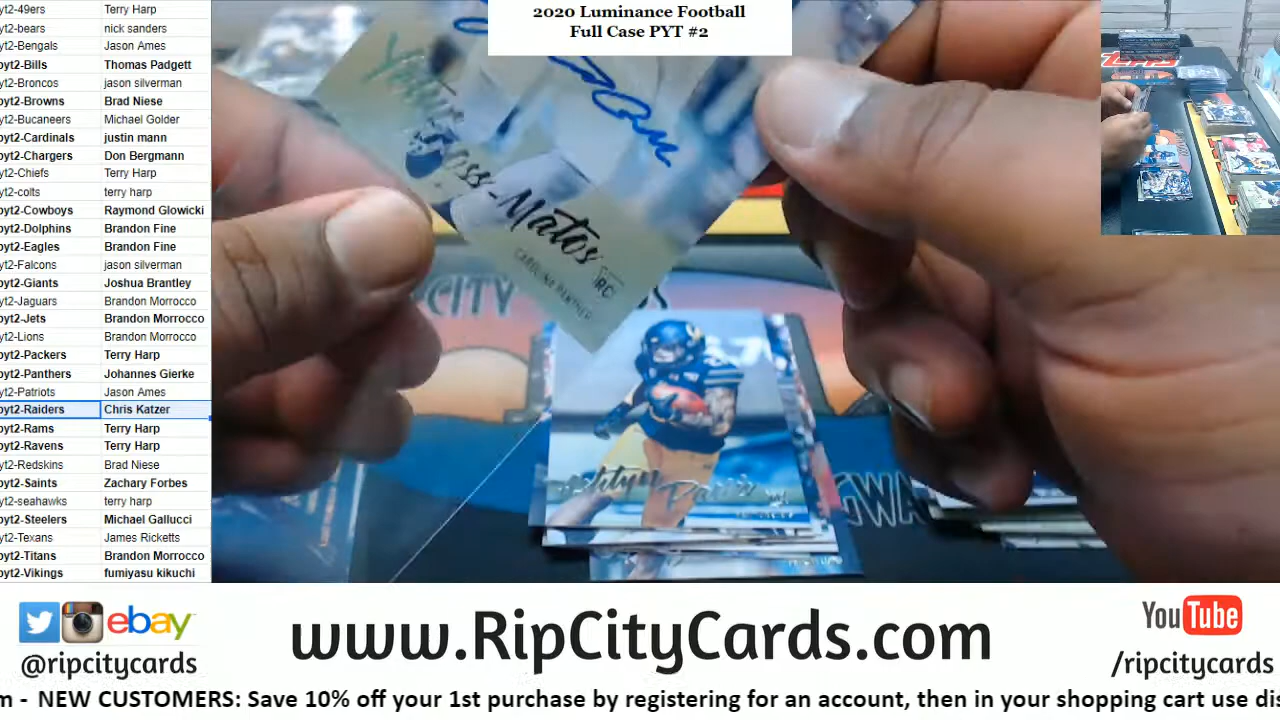 2020 Luminance Football
Full Case PYT #2
yt2-49ers Terry Harp
yt2-bears nick sanders
yt2-Bengals Jason Ames
yt2-Bills Thomas Padgett
yt2-Broncos jason silverman
yt2-Browns Brad Niese
yt2-Bucaneers Michael Golder
yt2-Cardinals justin mann
yt2-Chargers Don Bergmann
yt2-Chiefs Terry Harp
yt2-colts terry harp
yt2-Cowboys Raymond Glowicki
yt2-Dolphins Brandon Fine
yt2-Eagles Brandon Fine
yt2-Falcons jason silverman
yt2-Giants Joshua Brantley
yt2-Jaguars Brandon Morrocco
yt2-Jets Brandon Morrocco
yt2-Lions Brandon Morrocco
yt2-Packers Terry Harp
yt2-Panthers Johannes Gierke
yt2-Patriots Jason Ames
yt2-Raiders Chris Katzer
yt2-Rams Terry Harp
yt2-Ravens Terry Harp
yt2-Redskins Brad Niese
yt2-Saints Zachary Forbes
yt2-seahawks terry harp
yt2-Steelers Michael Gallucci
yt2-Texans James Ricketts
yt2-Titans Brandon Morrocco
yt2-Vikings fumiyasu kikuchi
ss-Matos
RC
CAROLINA PANTHER
CITY
Davis
GWA
ebay
@ripcitycards
www.RipCityCards.com
YouTube
/ripcitycards
m - NEW CUSTOMERS: Save 10% off your 1st purchase by registering for an account, then in your shopping cart use dis